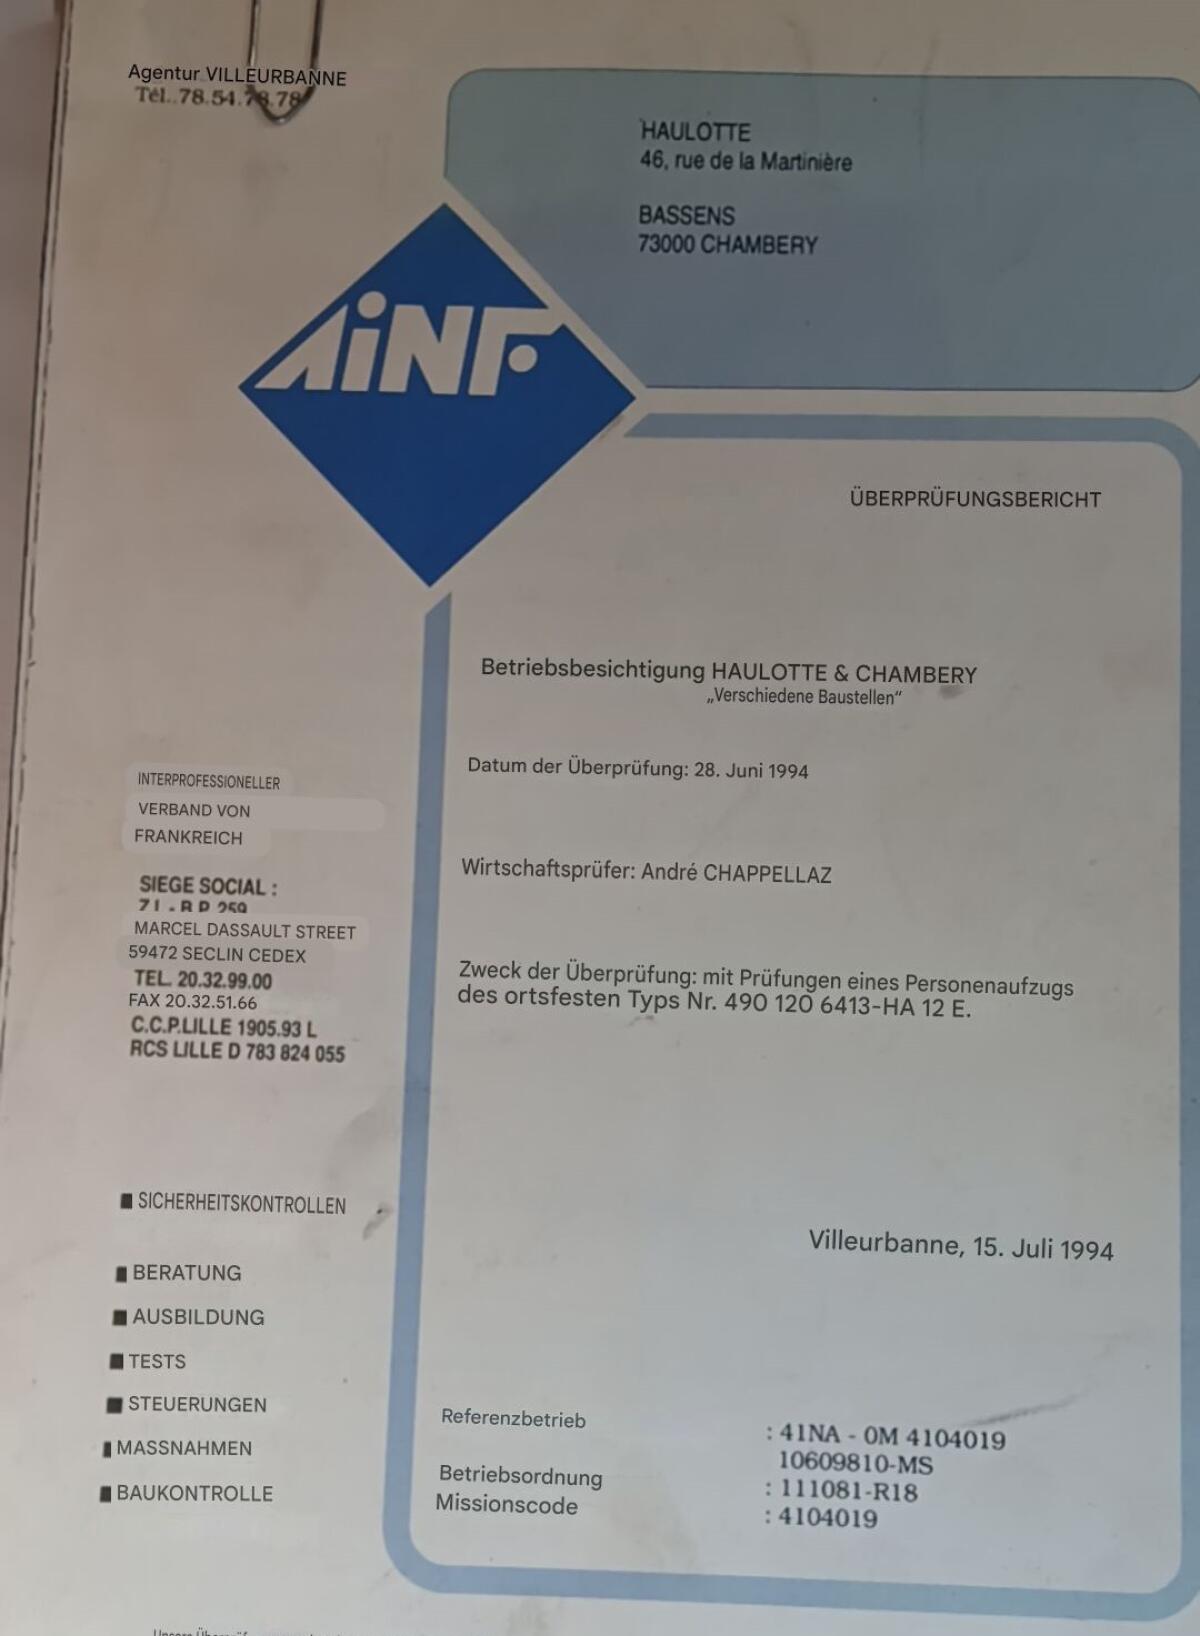 Agentur VILLEURBANNE
Tél..78.54.78.78
HAULOTTE
46, rue de la Martinière
BASSENS
73000 CHAMBERY
AINF
ÜBERPRÜFUNGSBERICHT
Betriebsbesichtigung HAULOTTE & CHAMBERY
„Verschiedene Baustellen“
Datum der Überprüfung: 28. Juni 1994
Wirtschaftsprüfer: André CHAPPELLAZ
Zweck der Überprüfung: mit Prüfungen eines Personenaufzugs
des ortsfesten Typs Nr. 490 120 6413-HA 12 E.
INTERPROFESSIONELLER
VERBAND VON
FRANKREICH
SIEGE SOCIAL :
Z I - B P 259
MARCEL DASSAULT STREET
59472 SECLIN CEDEX
TEL. 20.32.99.00
FAX 20.32.51.66
C.C.P.LILLE 1905.93 L
RCS LILLE D 783 824 055
SICHERHEITSKONTROLLEN
BERATUNG
AUSBILDUNG
TESTS
STEUERUNGEN
MASSNAHMEN
BAUKONTROLLE
Villeurbanne, 15. Juli 1994
Referenzbetrieb : 41NA - 0M 4104019
10609810-MS
Betriebsordnung : 111081-R18
Missionscode : 4104019